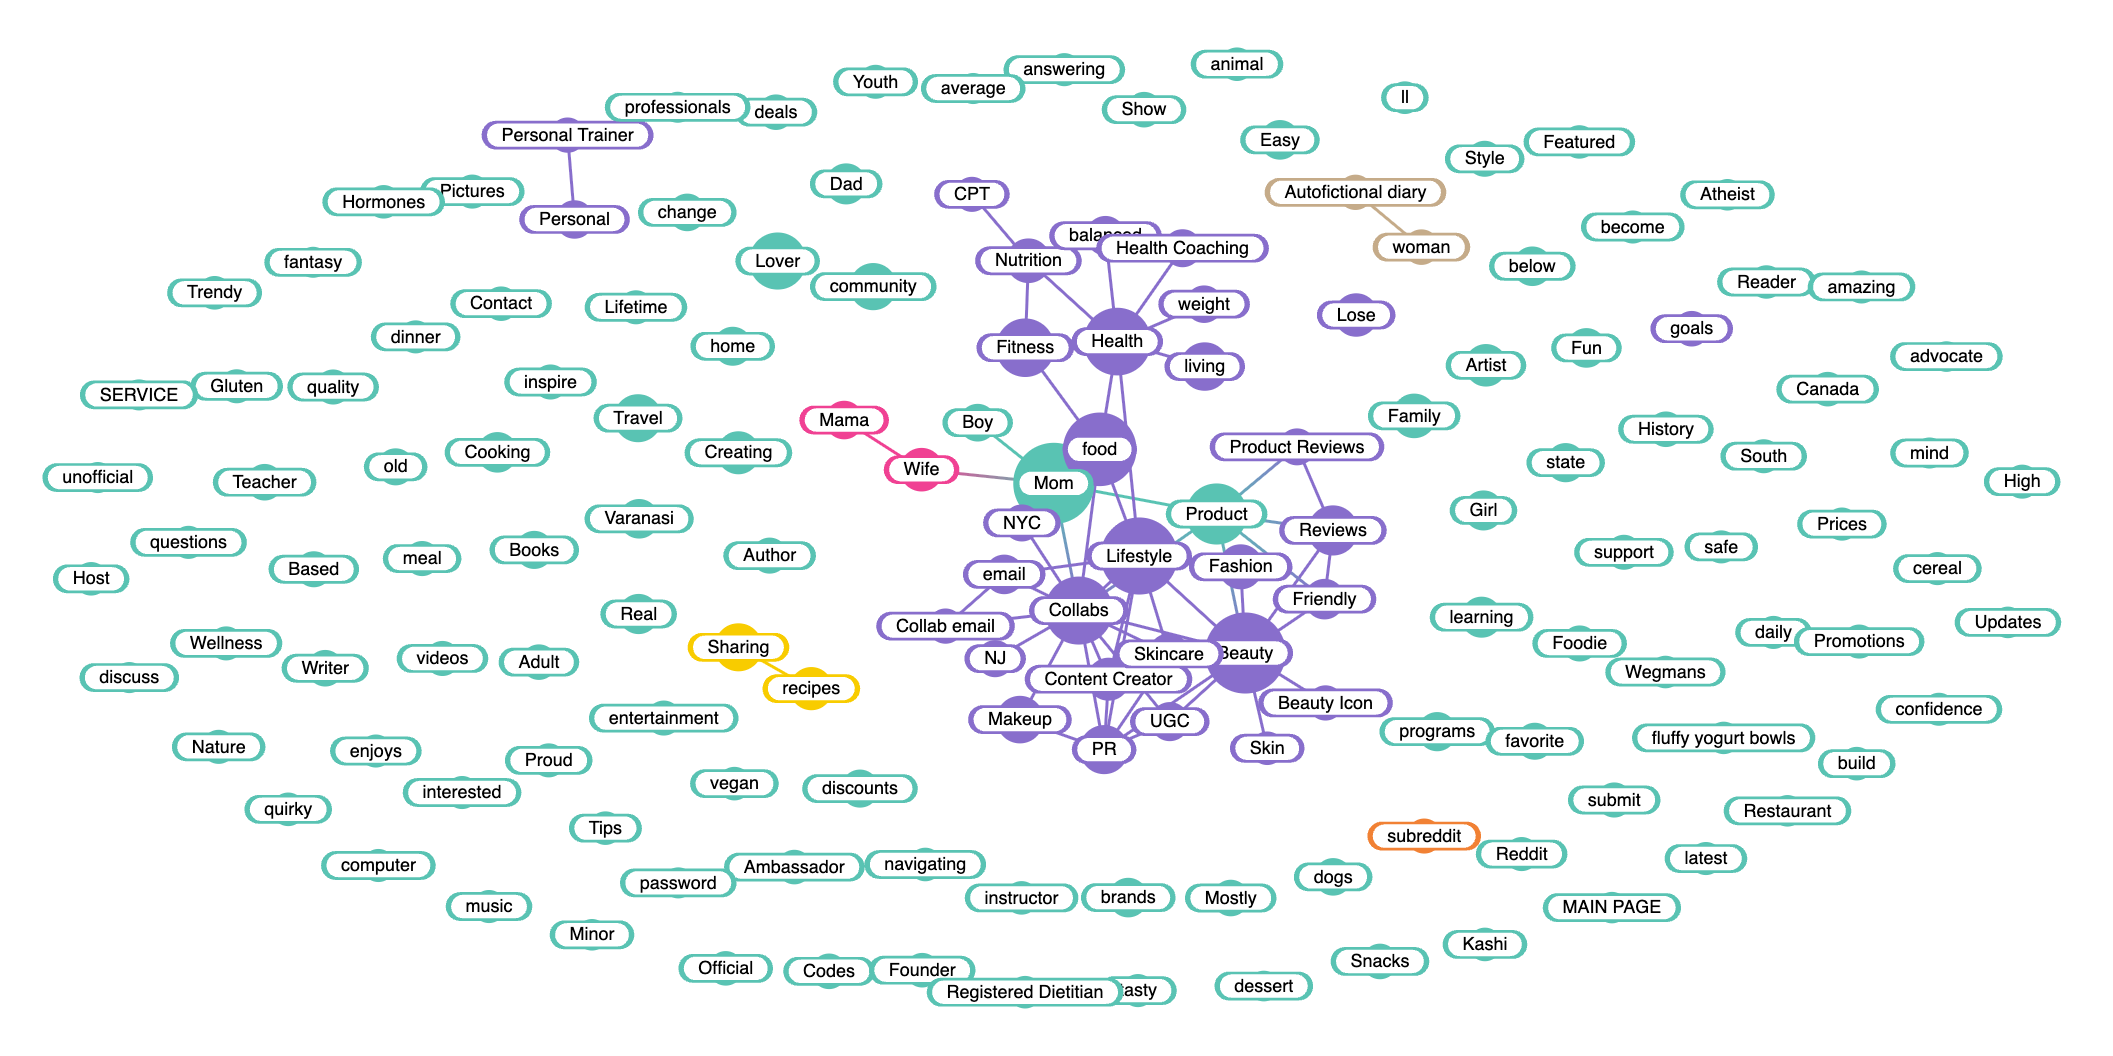 animal
answering
Youth
average
ll
professionals
deals
Show
Personal Trainer
Easy
Featured
Style
Dad
Pictures
Autofictional diary
CPT
Atheist
Hormones
change
Personal
become
balanced
woman
Health Coaching
Lover
Nutrition
fantasy
below
Reader
community
amazing
Trendy
Contact
weight
Lifetime
Lose
goals
dinner
Health
home
Fitness
Fun
advocate
living
Artist
inspire
Gluten
quality
Canada
SERVICE
Family
Travel
Mama
Boy
History
Product Reviews
food
Creating
Cooking
mind
South
state
old
Wife
unofficial
Teacher
High
Mom
Girl
Product
Varanasi
NYC
Prices
Reviews
questions
safe
Books
support
Author
Lifestyle
meal
Fashion
cereal
Based
email
Host
Friendly
Collabs
Real
learning
Updates
Collab email
daily
Promotions
Wellness
Foodie
Sharing
Beauty
Skincare
NJ
videos
Adult
Writer
Wegmans
discuss
Content Creator
recipes
Beauty Icon
confidence
entertainment
Makeup
UGC
programs
fluffy yogurt bowls
favorite
Nature
Skin
PR
enjoys
Proud
build
vegan
discounts
interested
submit
quirky
Restaurant
Tips
subreddit
Reddit
latest
navigating
computer
Ambassador
dogs
password
instructor
brands
Mostly
music
MAIN PAGE
Minor
Kashi
Snacks
Official
Codes
Founder
dessert
Registered Dietitian